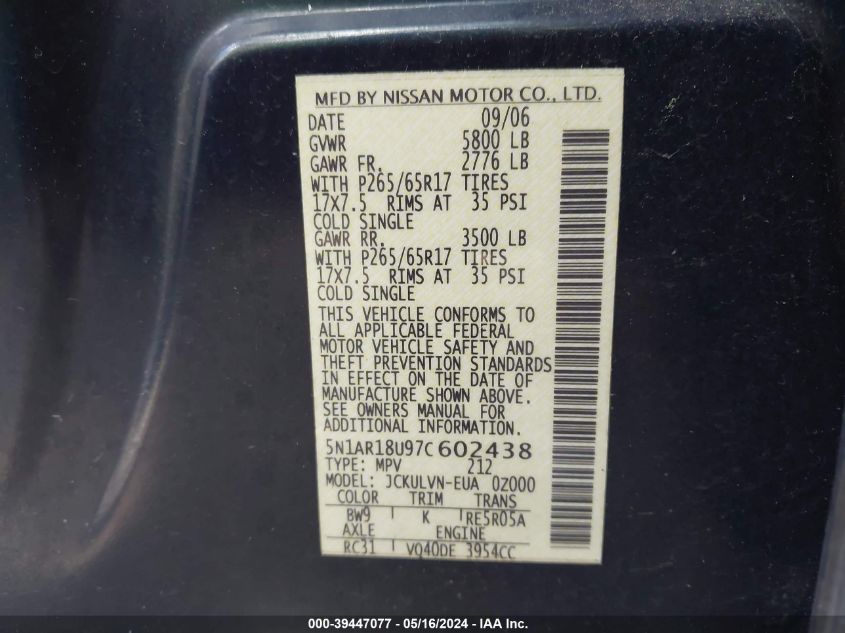 MFD BY NISSAN MOTOR CO., LTD.
DATE 09/06
GVWR 5800 LB
GAWR FR. 2776 LB
WITH P265/65R17 TIRES
17X7.5 RIMS AT 35 PSI
COLD SINGLE
GAWR RR. 3500 LB
WITH P265/65R17 TIRES
17X7.5 RIMS AT 35 PSI
COLD SINGLE
THIS VEHICLE CONFORMS TO
ALL APPLICABLE FEDERAL
MOTOR VEHICLE SAFETY AND
THEFT PREVENTION STANDARDS
IN EFFECT ON THE DATE OF
MANUFACTURE SHOWN ABOVE.
SEE OWNERS MANUAL FOR
ADDITIONAL INFORMATION.
5N1AR18U97C602438
TYPE: MPV 212
MODEL: JCKULVN-EUA 0Z000
COLOR TRIM TRANS
BW9 K RE5R05A
AXLE ENGINE
RC31 VQ40DE 3954CC
000-39447077 - 05/16/2024 - IAA Inc.